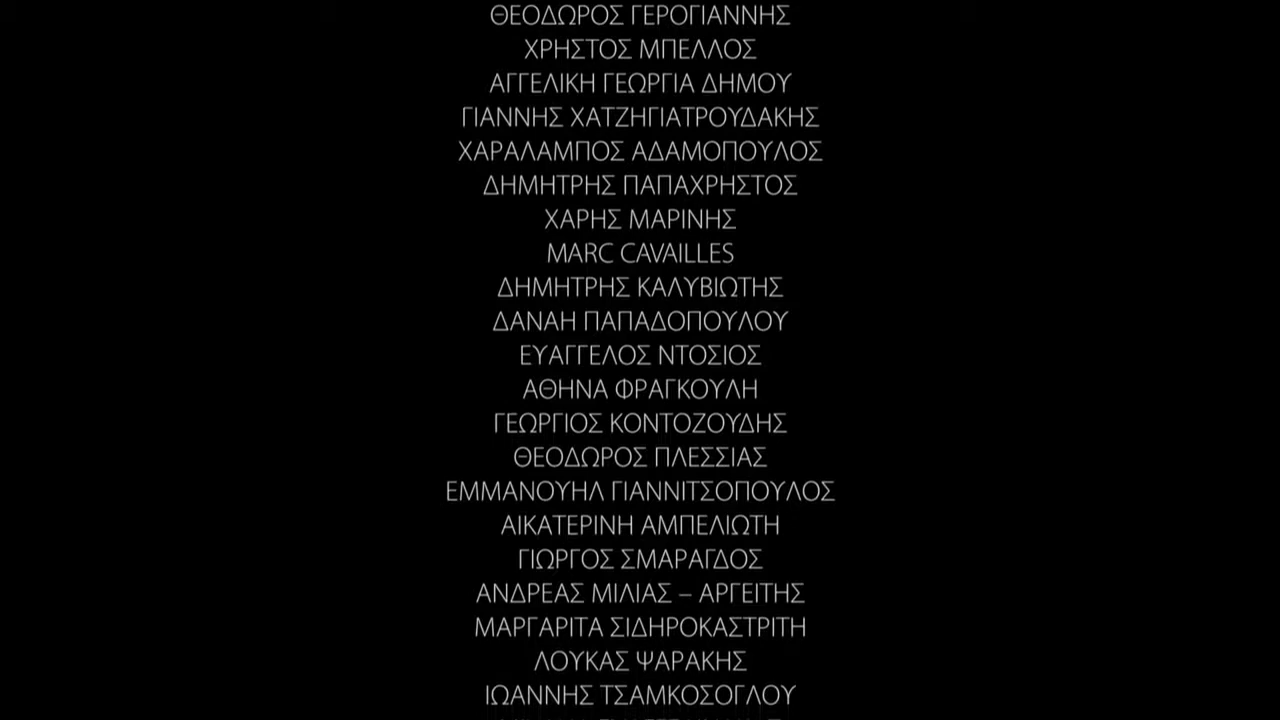 ΘΕΟΔΩΡΟΣ ΓΕΡΟΓΙΑΝΝΗΣ
ΧΡΗΣΤΟΣ ΜΠΕΛΛΟΣ
ΑΓΓΕΛΙΚΗ ΓΕΩΡΓΙΑ ΔΗΜΟΥ
ΓΙΑΝΝΗΣ ΧΑΤΖΗΓΙΑΤΡΟΥΔΑΚΗΣ
ΧΑΡΑΛΑΜΠΟΣ ΑΔΑΜΟΠΟΥΛΟΣ
ΔΗΜΗΤΡΗΣ ΠΑΠΑΧΡΗΣΤΟΣ
ΧΑΡΗΣ ΜΑΡΙΝΗΣ
MARC CAVAILLES
ΔΗΜΗΤΡΗΣ ΚΑΛΥΒΙΩΤΗΣ
ΔΑΝΑΗ ΠΑΠΑΔΟΠΟΥΛΟΥ
ΕΥΑΓΓΕΛΟΣ ΝΤΟΣΙΟΣ
ΑΘΗΝΑ ΦΡΑΓΚΟΥΛΗ
ΓΕΩΡΓΙΟΣ ΚΟΝΤΟΖΟΥΔΗΣ
ΘΕΟΔΩΡΟΣ ΠΛΕΣΣΙΑΣ
ΕΜΜΑΝΟΥΗΛ ΓΙΑΝΝΙΤΣΟΠΟΥΛΟΣ
ΑΙΚΑΤΕΡΙΝΗ ΑΜΠΕΛΙΩΤΗ
ΓΙΩΡΓΟΣ ΣΜΑΡΑΓΔΟΣ
ΑΝΔΡΕΑΣ ΜΙΛΙΑΣ – ΑΡΓΕΙΤΗΣ
ΜΑΡΓΑΡΙΤΑ ΣΙΔΗΡΟΚΑΣΤΡΙΤΗ
ΛΟΥΚΑΣ ΨΑΡΑΚΗΣ
ΙΩΑΝΝΗΣ ΤΣΑΜΚΟΣΟΓΛΟΥ